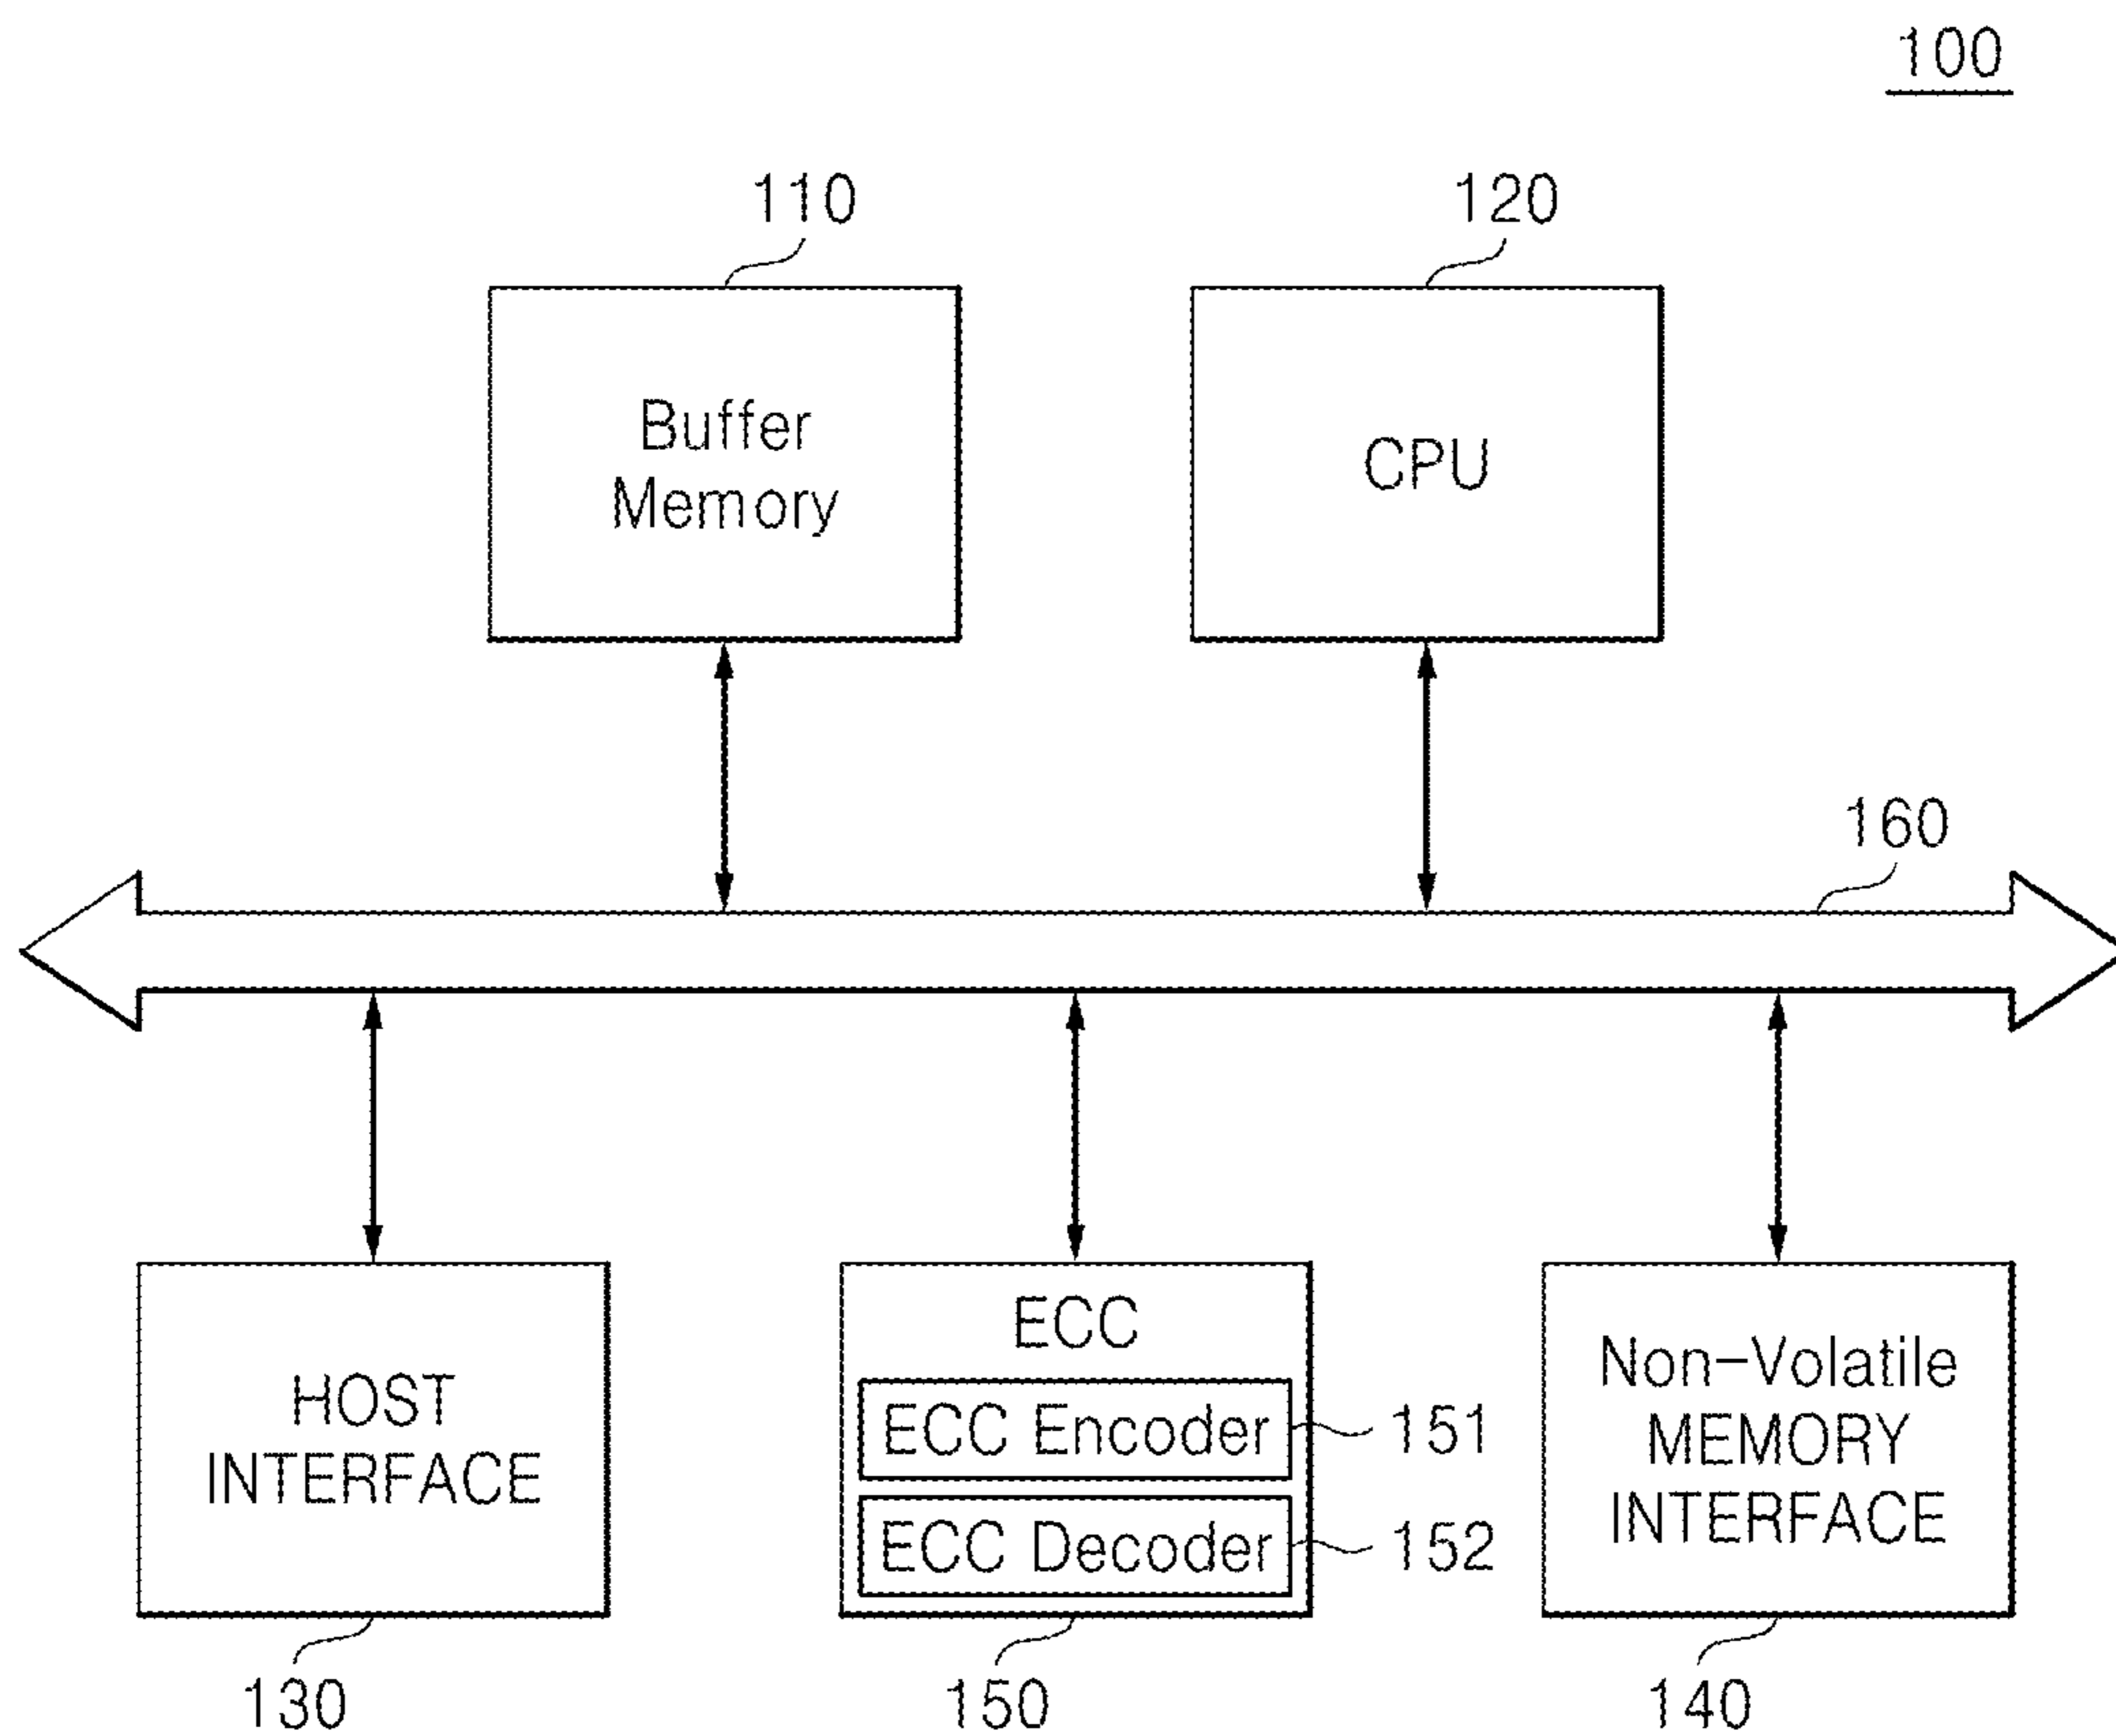 100
110
120
Buffer
Memory
CPU
160
HOST
INTERFACE
ECC
ECC Encoder
151
ECC Decoder
152
Non-Volatile
MEMORY
INTERFACE
130
150
140